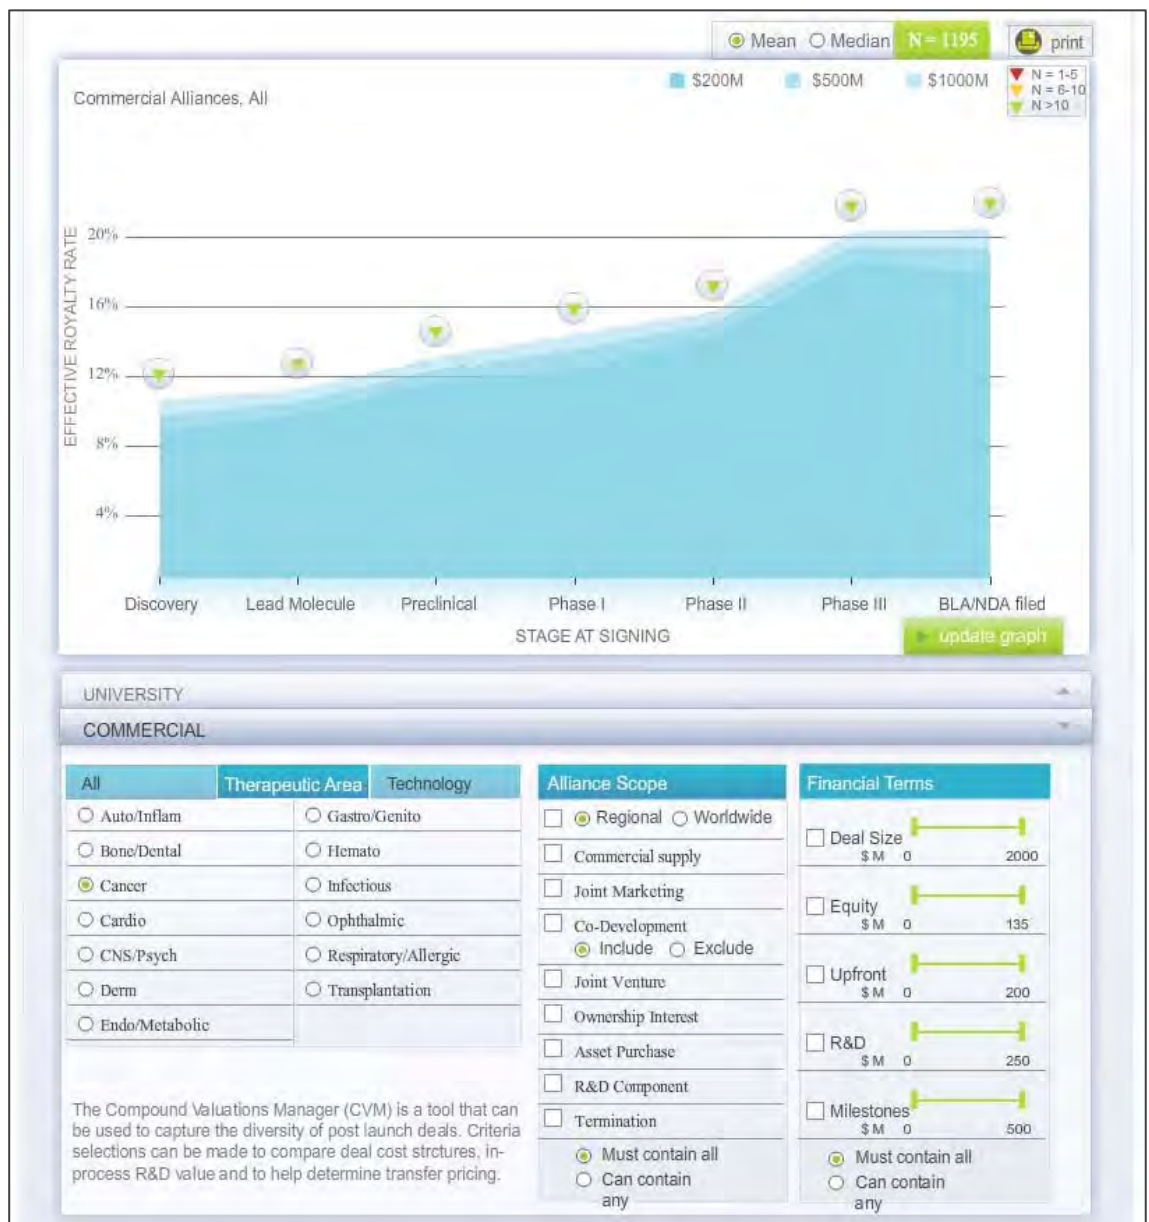 Mean Median N = 1195 print
$200M $500M $1000M
N = 1-5
N = 6-10
N >10
Commercial Alliances, All
EFFECTIVE ROYALTY RATE
20%
16%
12%
8%
4%
Discovery Lead Molecule Preclinical Phase I Phase II Phase III BLA/NDA filed
STAGE AT SIGNING
update graph
UNIVERSITY
COMMERCIAL
All Therapeutic Area Technology
Auto/Inflam Gastro/Genito
Bone/Dental Hemato
Cancer Infectious
Cardio Ophthalmic
CNS/Psych Respiratory/Allergic
Derm Transplantation
Endo/Metabolic
The Compound Valuations Manager (CVM) is a tool that can
be used to capture the diversity of post launch deals. Criteria
selections can be made to compare deal cost strctures, in-
process R&D value and to help determine transfer pricing.
Alliance Scope
Regional Worldwide
Commercial supply
Joint Marketing
Co-Development
Include Exclude
Joint Venture
Ownership Interest
Asset Purchase
R&D Component
Termination
Must contain all
Can contain
any
Financial Terms
Deal Size
$ M 0 2000
Equity
$ M 0 135
Upfront
$ M 0 200
R&D
$ M 0 250
Milestones
$ M 0 500
Must contain all
Can contain
any